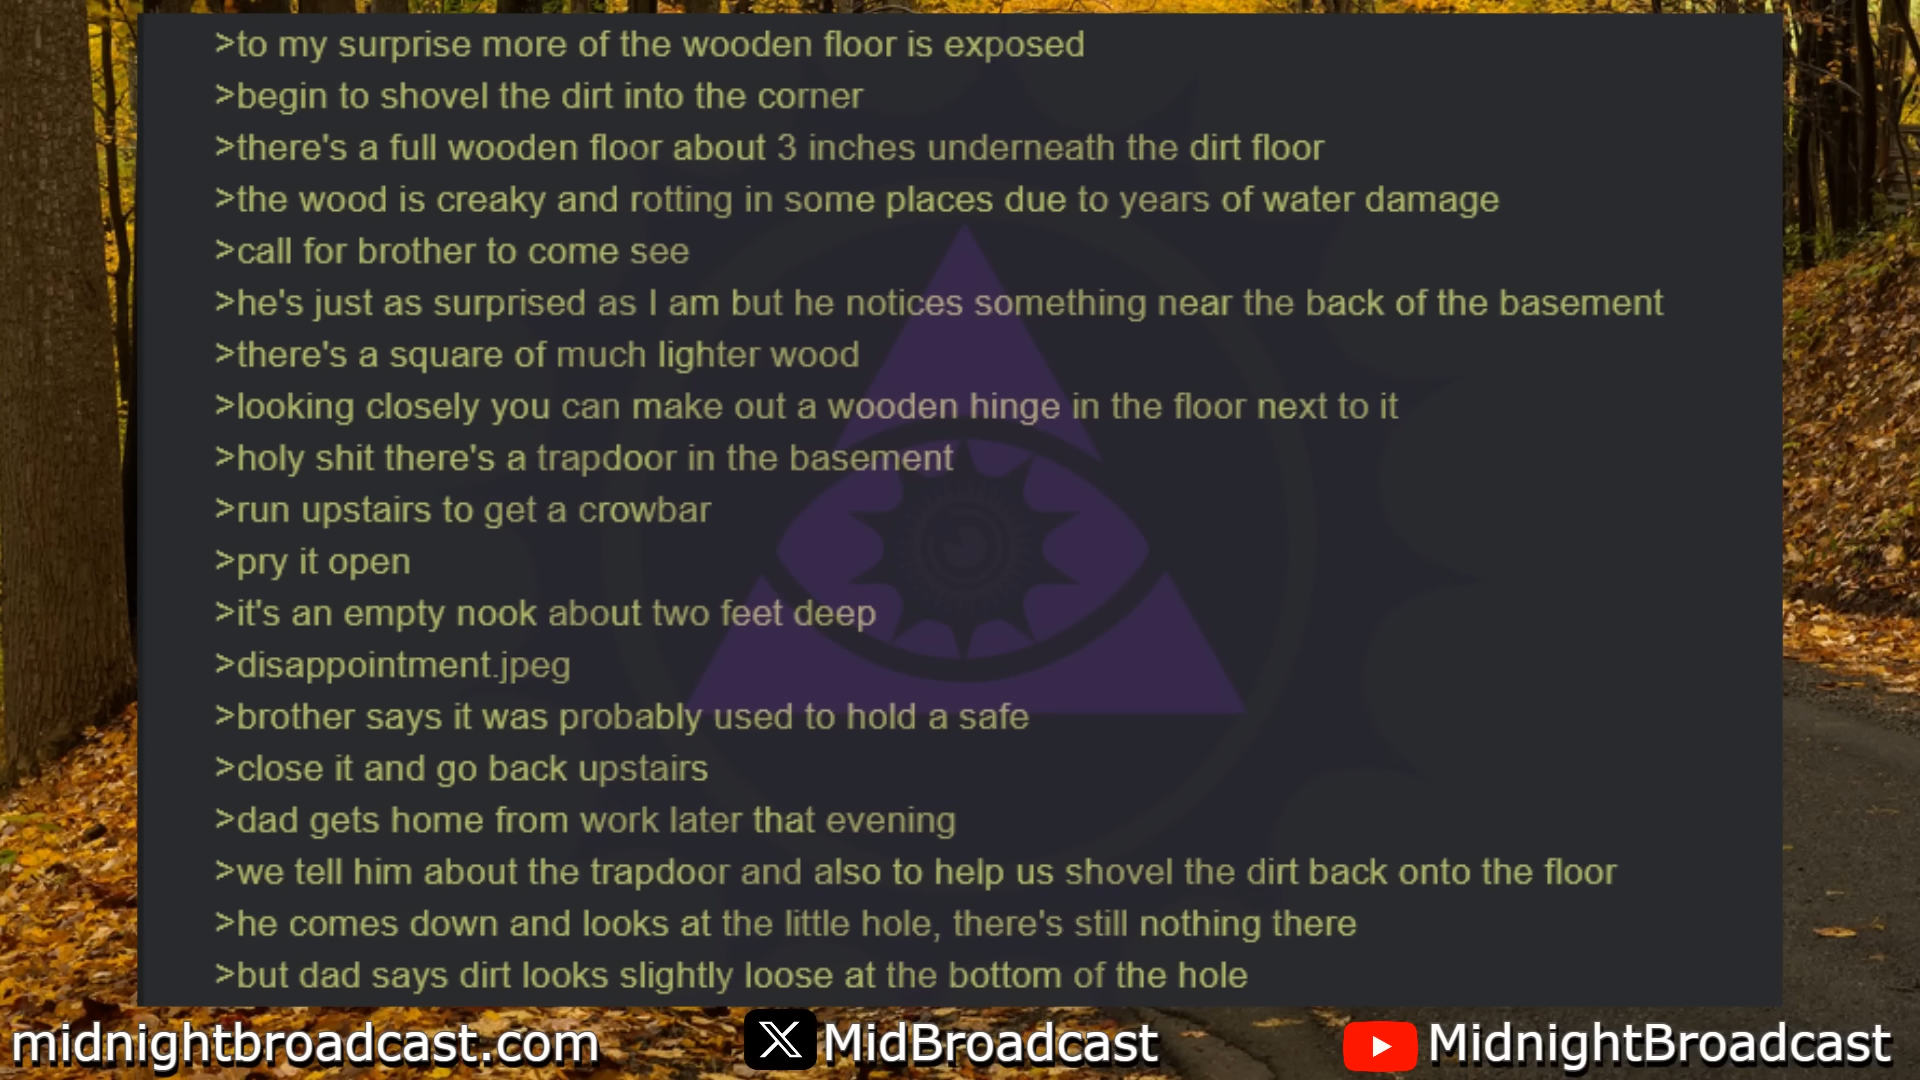 >to my surprise more of the wooden floor is exposed
>begin to shovel the dirt into the corner
>there's a full wooden floor about 3 inches underneath the dirt floor
>the wood is creaky and rotting in some places due to years of water damage
>call for brother to come see
>he's just as surprised as I am but he notices something near the back of the basement
>there's a square of much lighter wood
>looking closely you can make out a wooden hinge in the floor next to it
>holy shit there's a trapdoor in the basement
>run upstairs to get a crowbar
>pry it open
>it's an empty nook about two feet deep
>disappointment.jpeg
>brother says it was probably used to hold a safe
>close it and go back upstairs
>dad gets home from work later that evening
>we tell him about the trapdoor and also to help us shovel the dirt back onto the floor
>he comes down and looks at the little hole, there's still nothing there
>but dad says dirt looks slightly loose at the bottom of the hole
midnightbroadcast.com
MidBroadcast
MidnightBroadcast